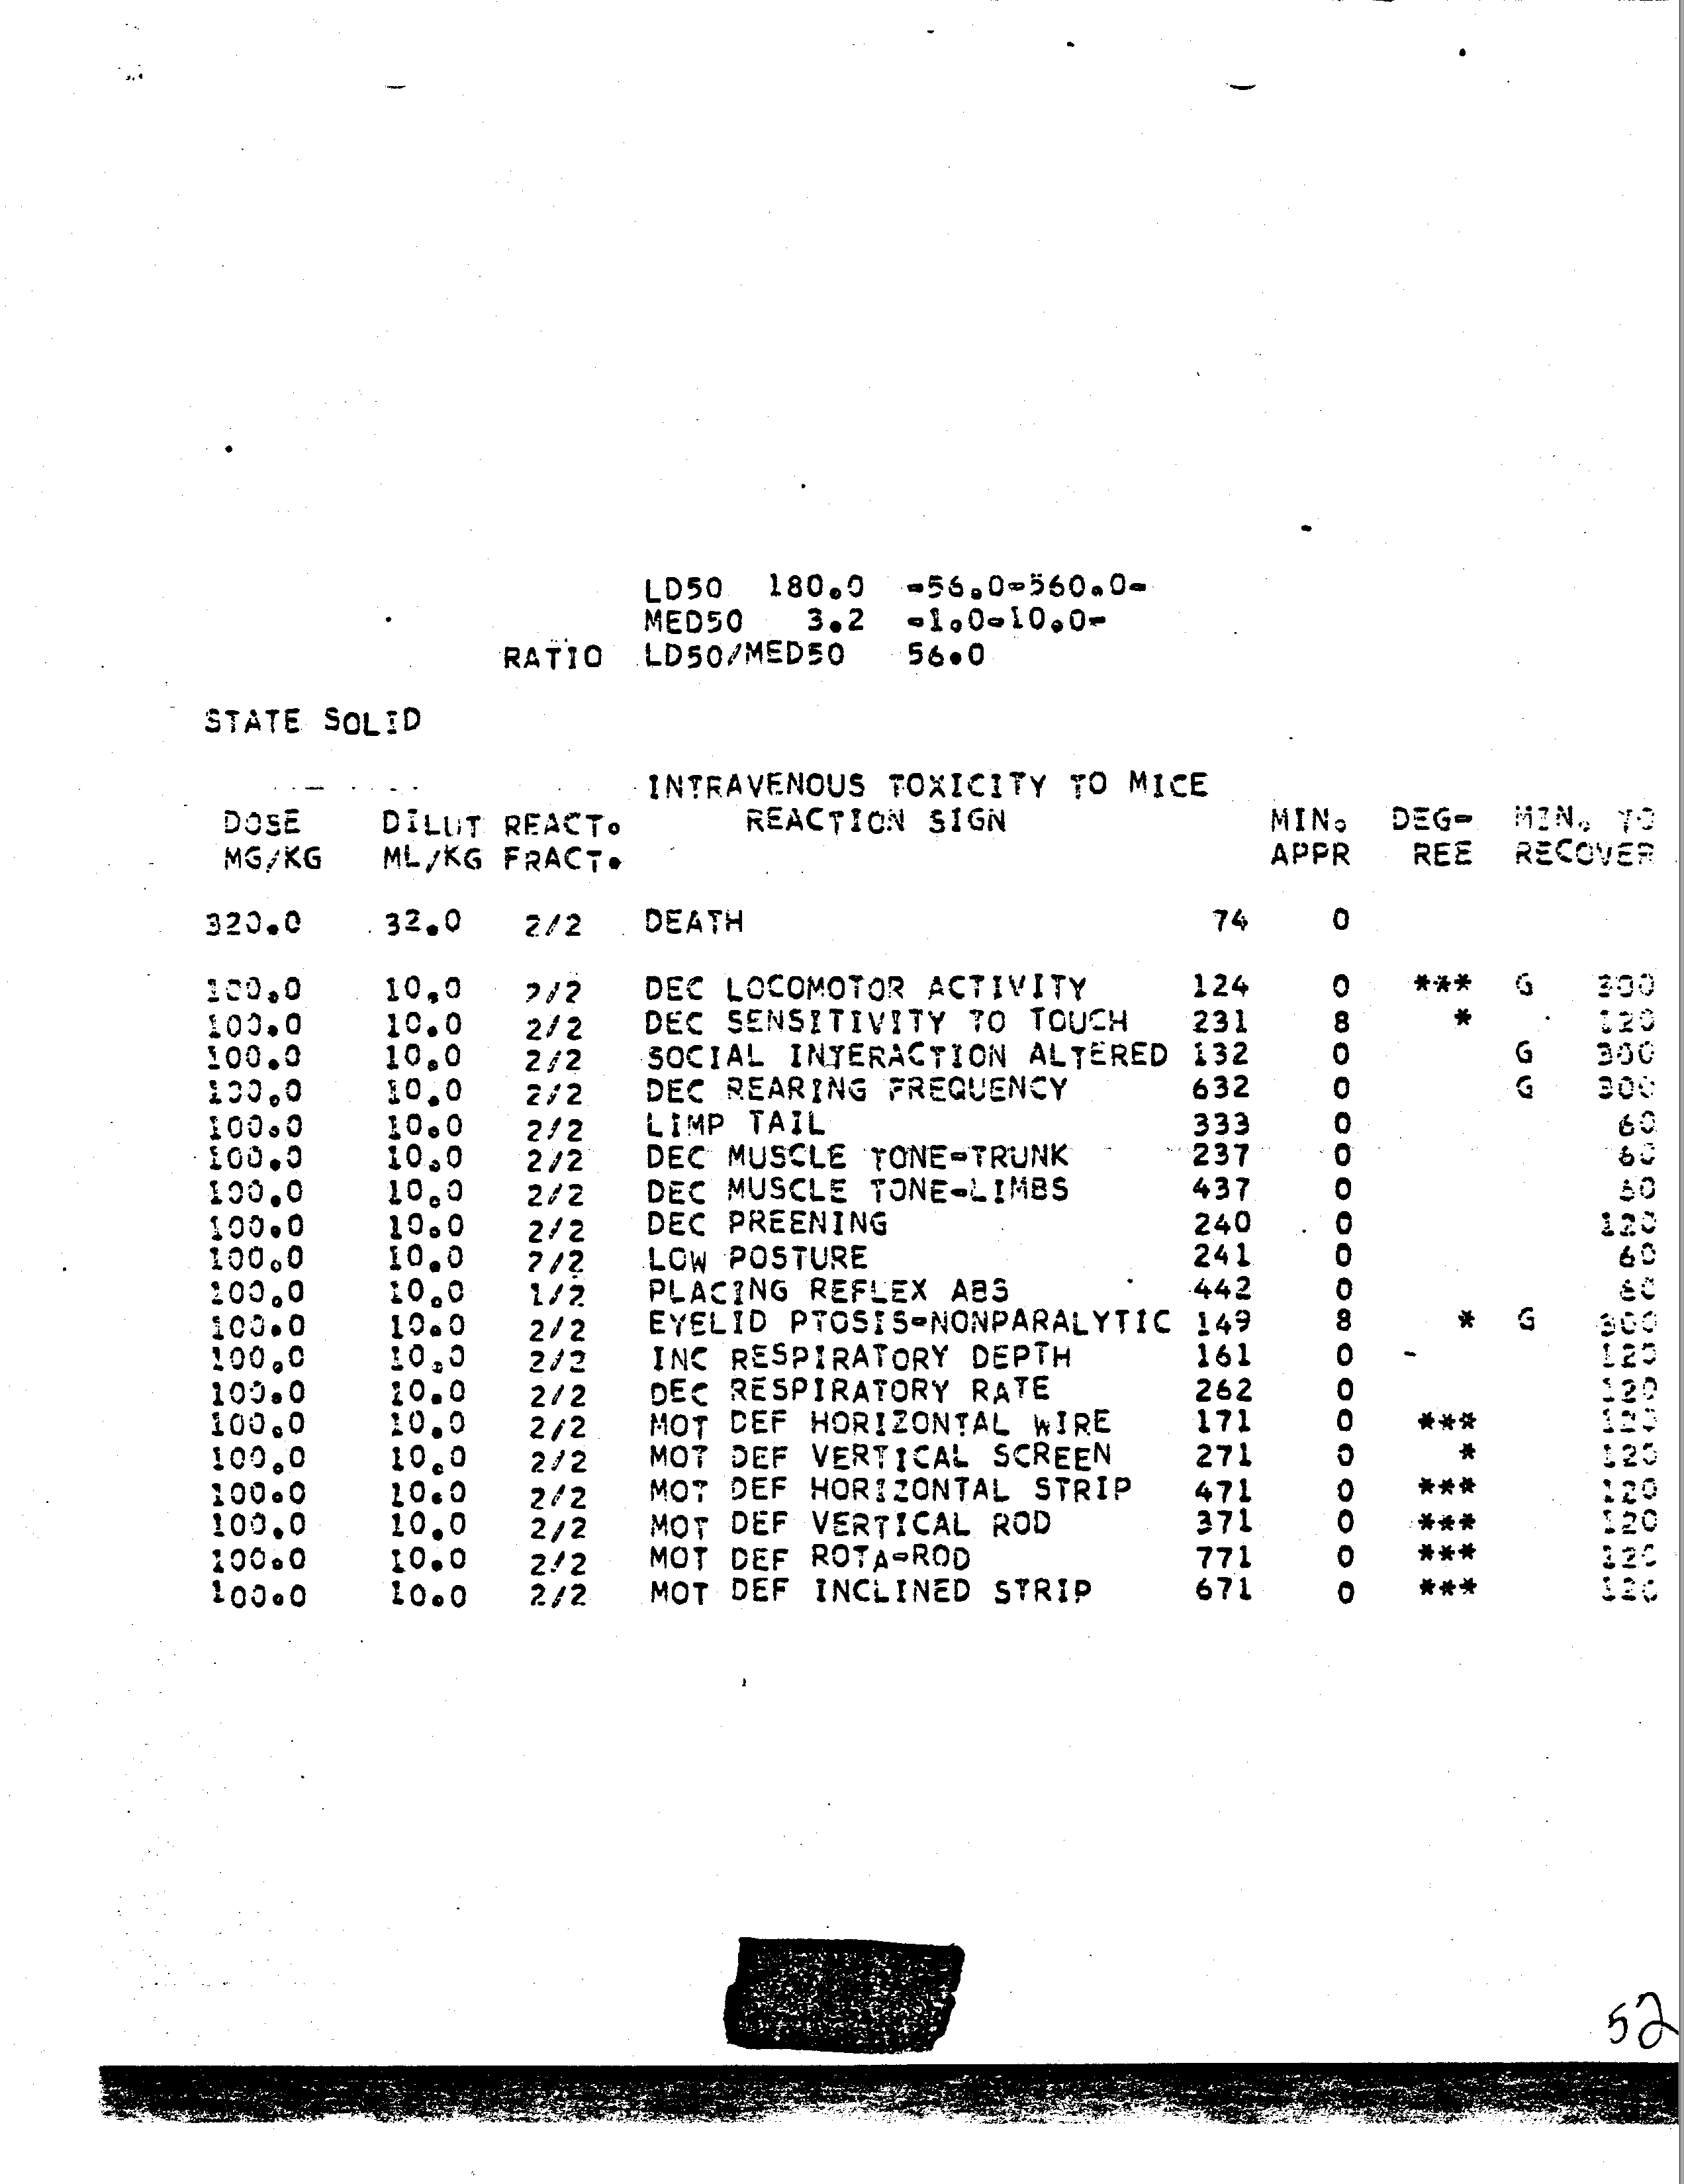 LD50 180.0 -56.0-560.0-
MED50 3.2 -1.0-10.0-
RATIO LD50/MED50 56.0
STATE SOLID
INTRAVENOUS TOXICITY TO MICE
DOSE DILUT REACT. REACTION SIGN MIN. DEG- MIN. TO
MG/KG ML/KG FRACT. APPR REE RECOVER
320.0 32.0 2/2 DEATH 74 0
100.0 10.0 2/2 DEC LOCOMOTOR ACTIVITY 124 0 *** G 300
100.0 10.0 2/2 DEC SENSITIVITY TO TOUCH 231 8 * 120
100.0 10.0 2/2 SOCIAL INTERACTION ALTERED 132 0 G 300
100.0 10.0 2/2 DEC REARING FREQUENCY 632 0 G 300
100.0 10.0 2/2 LIMP TAIL 333 0 60
100.0 10.0 2/2 DEC MUSCLE TONE-TRUNK 237 0 60
100.0 10.0 2/2 DEC MUSCLE TONE-LIMBS 437 0 60
100.0 10.0 2/2 DEC PREENING 240 0 120
100.0 10.0 2/2 LOW POSTURE 241 0 60
100.0 10.0 1/2 PLACING REFLEX ABS 442 0 60
100.0 10.0 2/2 EYELID PTOSIS-NONPARALYTIC 149 8 * G 300
100.0 10.0 2/2 INC RESPIRATORY DEPTH 161 0 120
100.0 10.0 2/2 DEC RESPIRATORY RATE 262 0 120
100.0 10.0 2/2 MOT DEF HORIZONTAL WIRE 171 0 *** 120
100.0 10.0 2/2 MOT DEF VERTICAL SCREEN 271 0 * 120
100.0 10.0 2/2 MOT DEF HORIZONTAL STRIP 471 0 *** 120
100.0 10.0 2/2 MOT DEF VERTICAL ROD 371 0 *** 120
100.0 10.0 2/2 MOT DEF ROTA-ROD 771 0 *** 120
100.0 10.0 2/2 MOT DEF INCLINED STRIP 671 0 *** 120
52